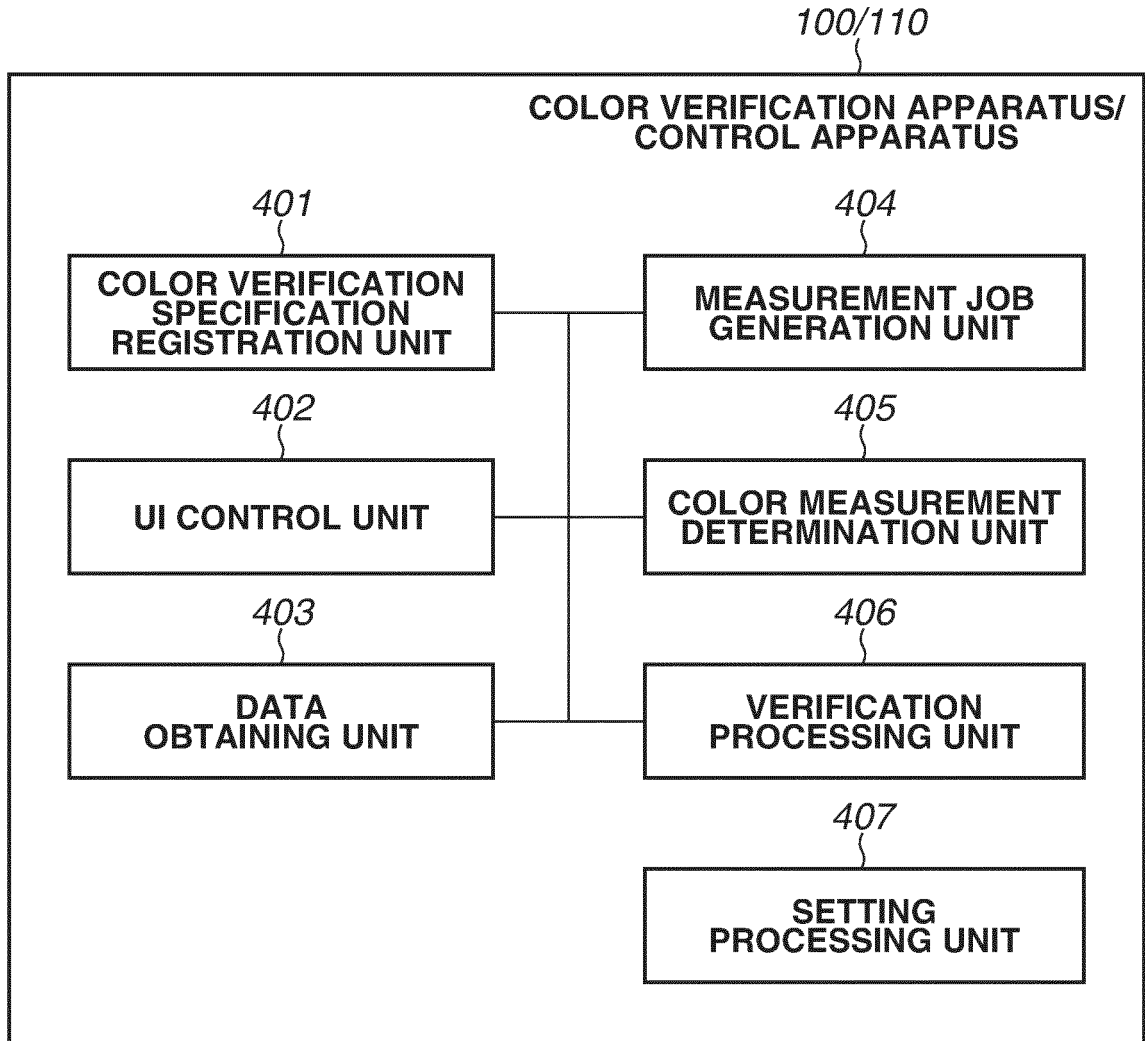 100/110
COLOR VERIFICATION APPARATUS/
CONTROL APPARATUS
401
COLOR VERIFICATION
SPECIFICATION
REGISTRATION UNIT
404
MEASUREMENT JOB
GENERATION UNIT
402
UI CONTROL UNIT
405
COLOR MEASUREMENT
DETERMINATION UNIT
403
DATA
OBTAINING UNIT
406
VERIFICATION
PROCESSING UNIT
407
SETTING
PROCESSING UNIT